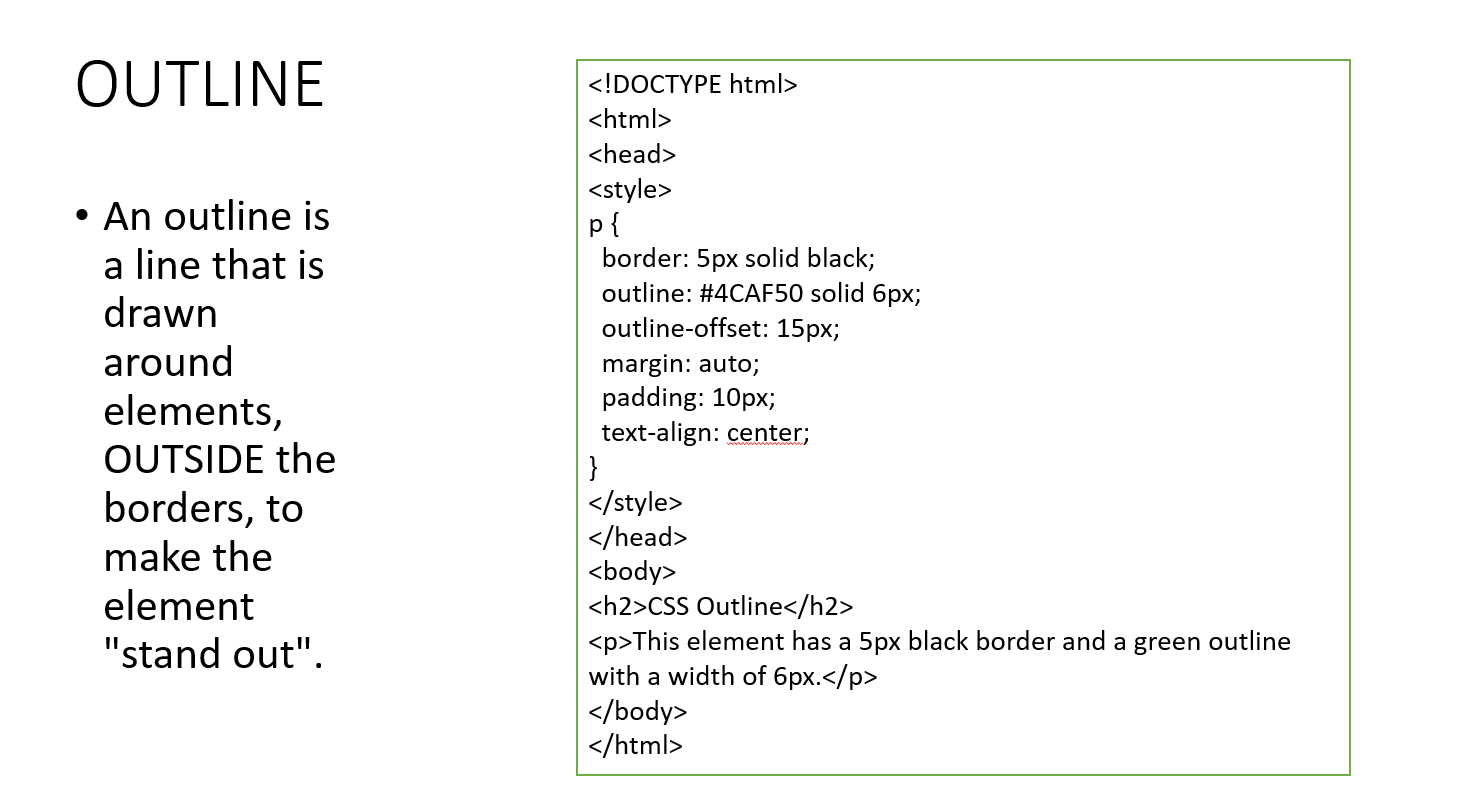 OUTLINE
• An outline is
a line that is
drawn
around
elements,
OUTSIDE the
borders, to
make the
element
"stand out".
<!DOCTYPE html>
<html>
<head>
<style>
p {
  border: 5px solid black;
  outline: #4CAF50 solid 6px;
  outline-offset: 15px;
  margin: auto;
  padding: 10px;
  text-align: center;
}
</style>
</head>
<body>
<h2>CSS Outline</h2>
<p>This element has a 5px black border and a green outline
with a width of 6px.</p>
</body>
</html>